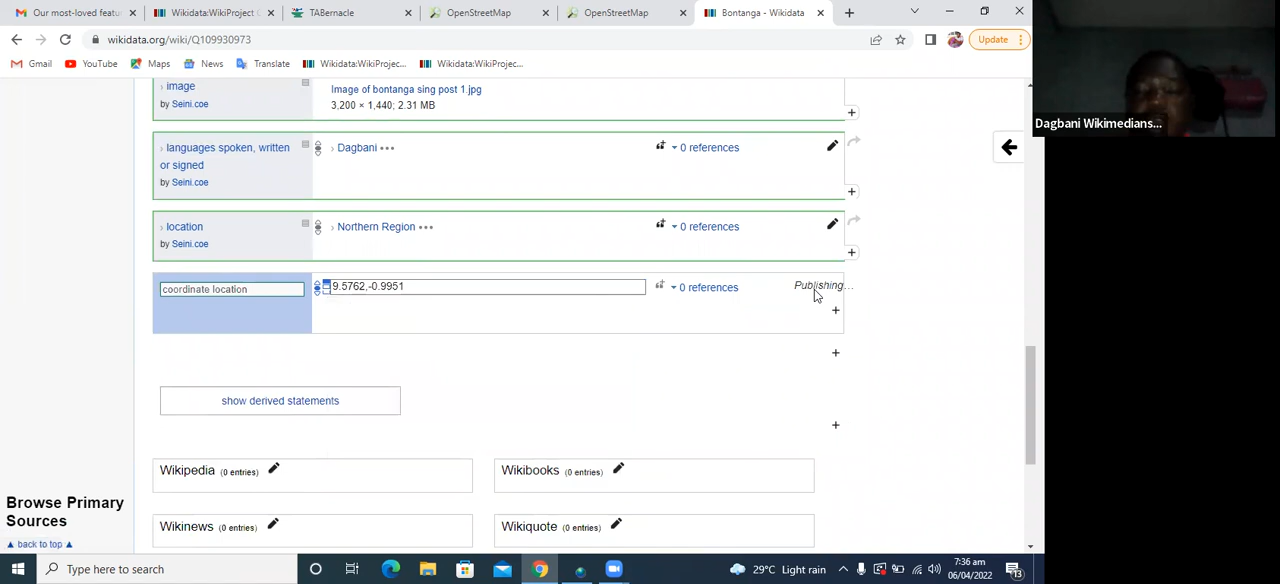 Our most-loved featu
Wikidata:WikiProject C
TABernacle
OpenStreetMap
OpenStreetMap
Bontanga - Wikidata
wikidata.org/wiki/Q109930973
Update
Gmail
YouTube
Maps
News
Translate
Wikidata:WikiProjec...
Wikidata:WikiProjec...
Dagbani Wikimedians...
image
by Seini.coe
Image of bontanga sing post 1.jpg
3,200 × 1,440; 2.31 MB
languages spoken, written
or signed
by Seini.coe
Dagbani
0 references
location
by Seini.coe
Northern Region
0 references
coordinate location
9.5762,-0.9951
0 references
Publishing...
show derived statements
Wikipedia (0 entries)
Wikibooks (0 entries)
Browse Primary
Sources
▲ back to top ▲
Wikinews (0 entries)
Wikiquote (0 entries)
Type here to search
29°C Light rain
7:36 am
06/04/2022
13